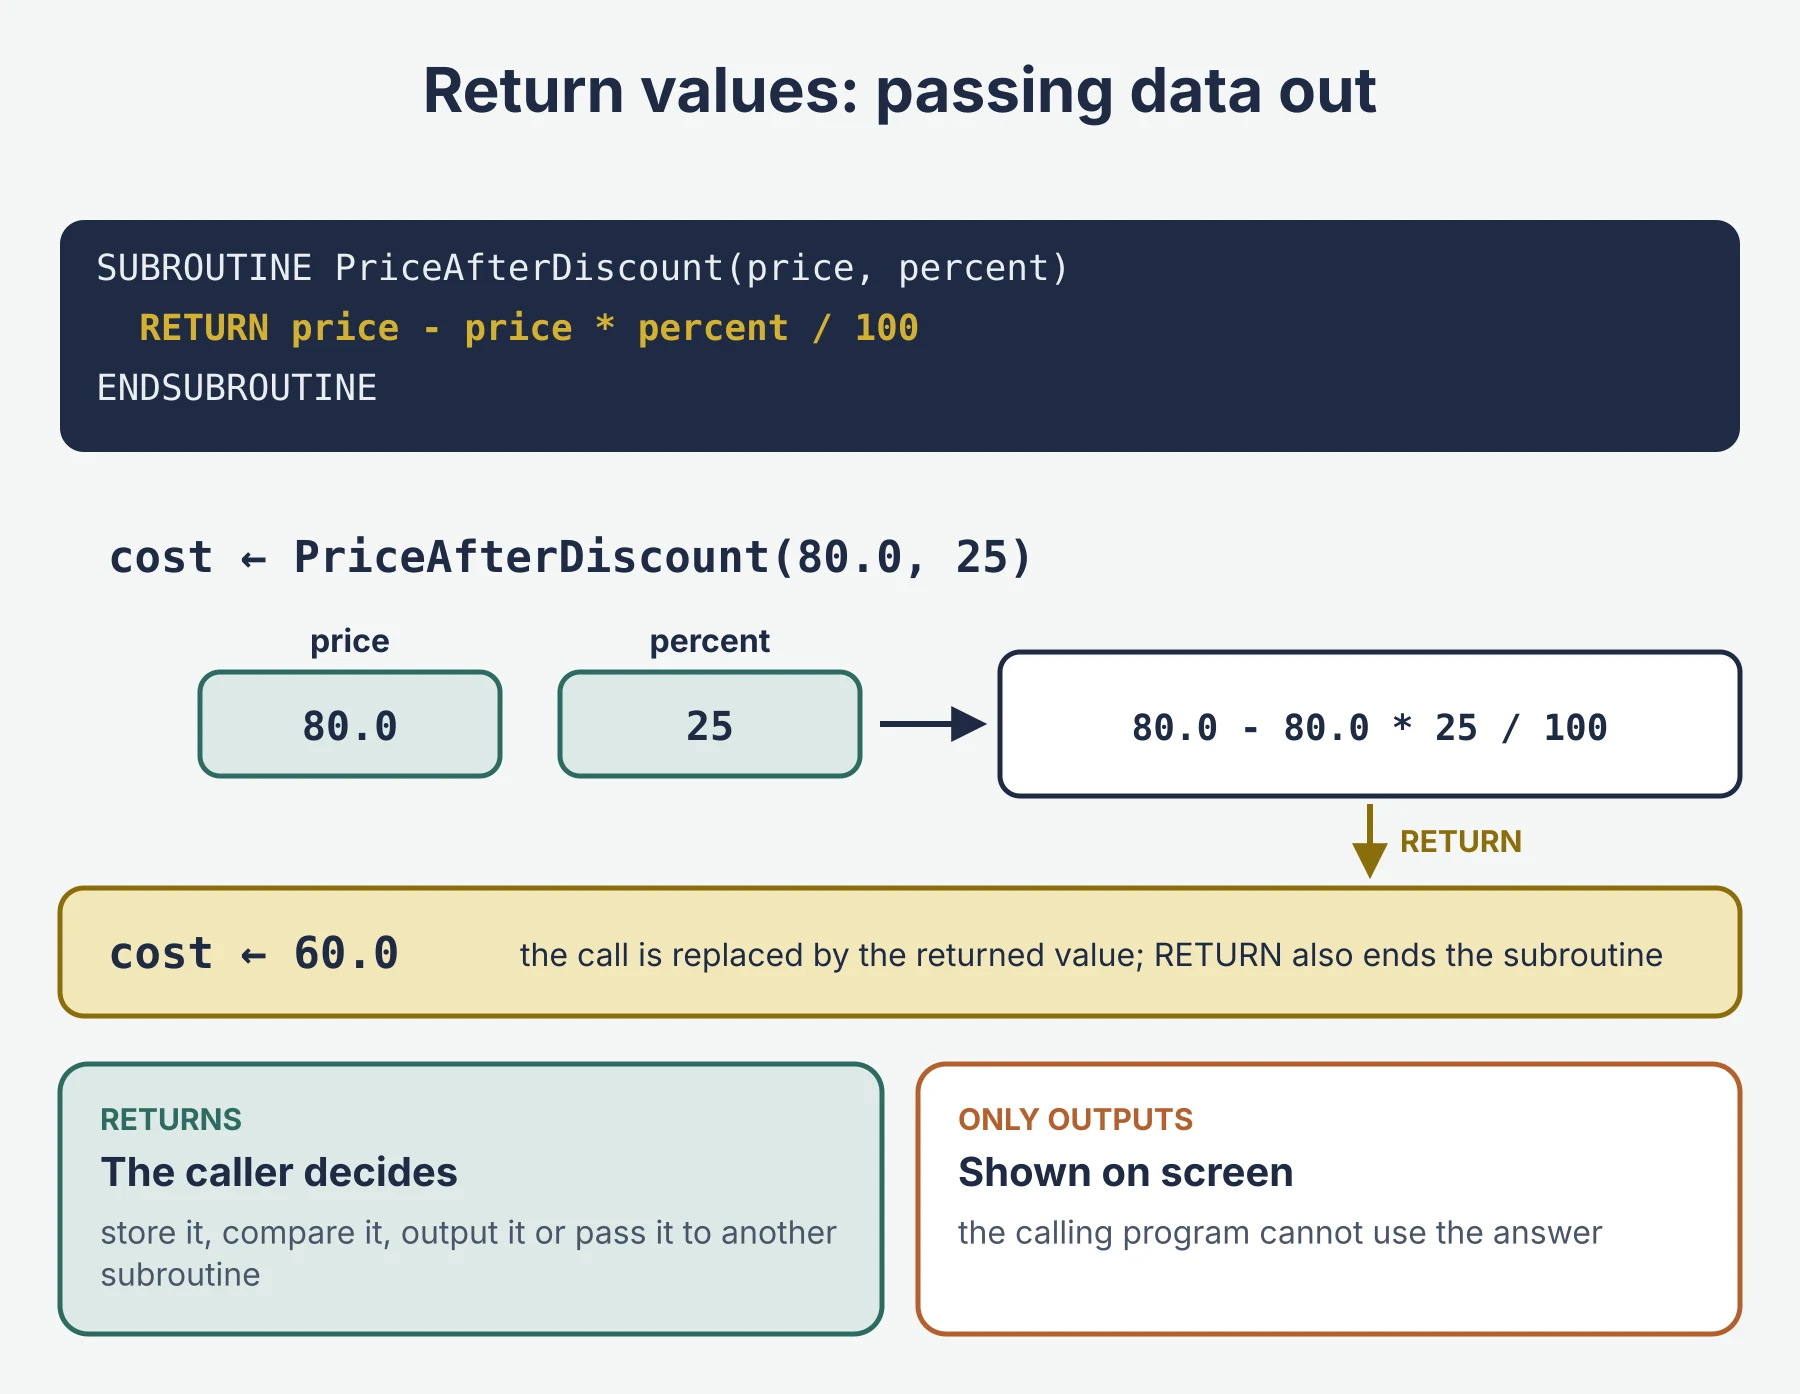 Return values: passing data out
SUBROUTINE PriceAfterDiscount(price, percent)
RETURN price - price * percent / 100
ENDSUBROUTINE
cost ← PriceAfterDiscount(80.0, 25)
price
percent
80.0
25
80.0 - 80.0 * 25 / 100
RETURN
cost ← 60.0
the call is replaced by the returned value; RETURN also ends the subroutine
RETURNS
The caller decides
store it, compare it, output it or pass it to another
subroutine
ONLY OUTPUTS
Shown on screen
the calling program cannot use the answer